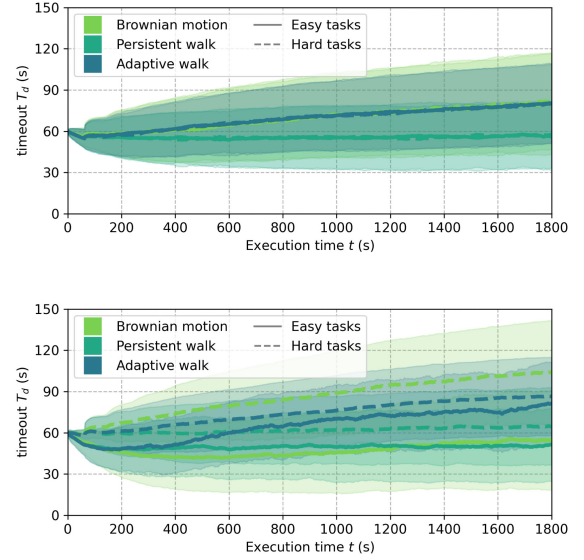 150
120
90
60
30
0
timeout T_d (s)
Brownian motion
Persistent walk
Adaptive walk
Easy tasks
Hard tasks
0 200 400 600 800 1000 1200 1400 1600 1800
Execution time t (s)
150
120
90
60
30
0
timeout T_d (s)
Brownian motion
Persistent walk
Adaptive walk
Easy tasks
Hard tasks
0 200 400 600 800 1000 1200 1400 1600 1800
Execution time t (s)